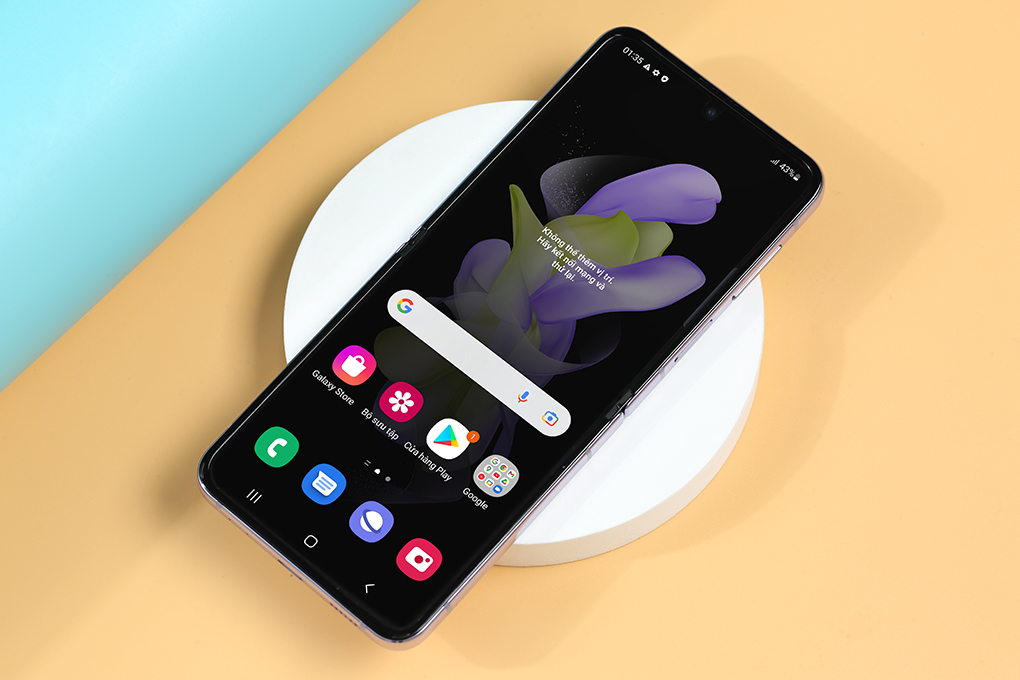 01:35
43%
Không thể thêm vị trí.
Hãy kết nối mạng và
thử lại.
Galaxy Store
Bộ sưu tập
Cửa hàng Play
1
Google